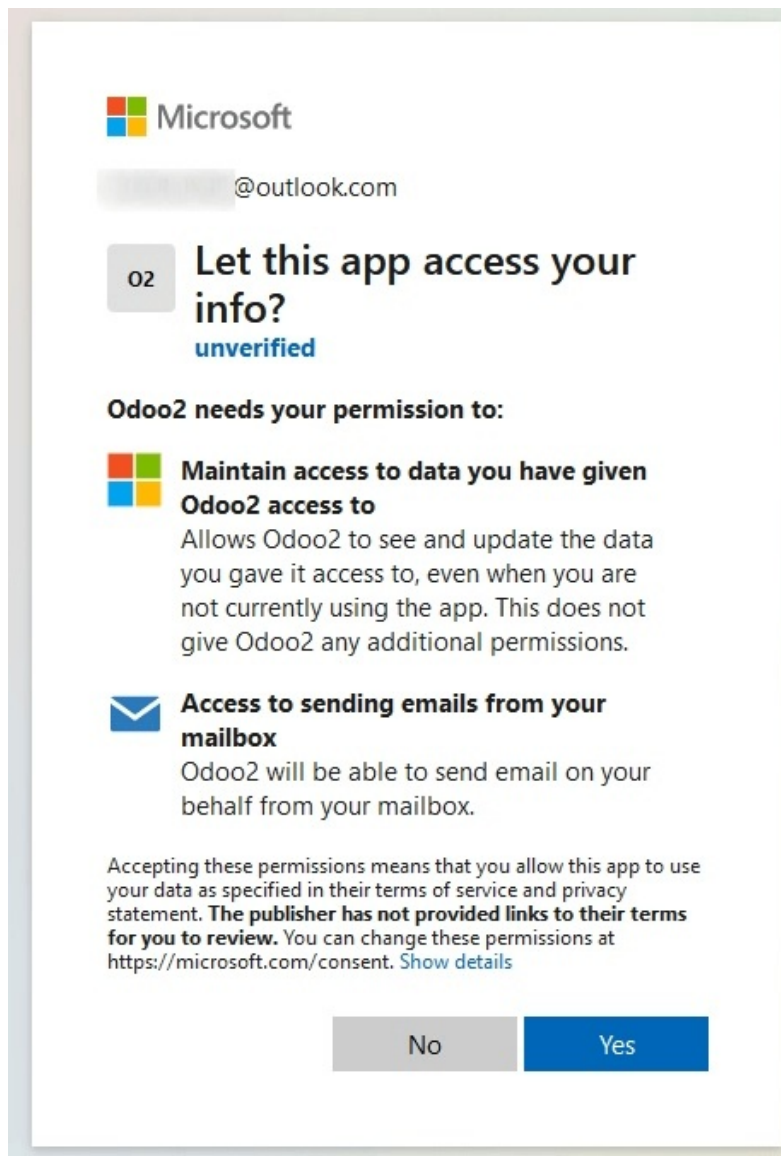 Microsoft
@outlook.com
O2
Let this app access your
info?
unverified
Odoo2 needs your permission to:
Maintain access to data you have given
Odoo2 access to
Allows Odoo2 to see and update the data
you gave it access to, even when you are
not currently using the app. This does not
give Odoo2 any additional permissions.
Access to sending emails from your
mailbox
Odoo2 will be able to send email on your
behalf from your mailbox.
Accepting these permissions means that you allow this app to use
your data as specified in their terms of service and privacy
statement. The publisher has not provided links to their terms
for you to review. You can change these permissions at
https://microsoft.com/consent. Show details
No
Yes